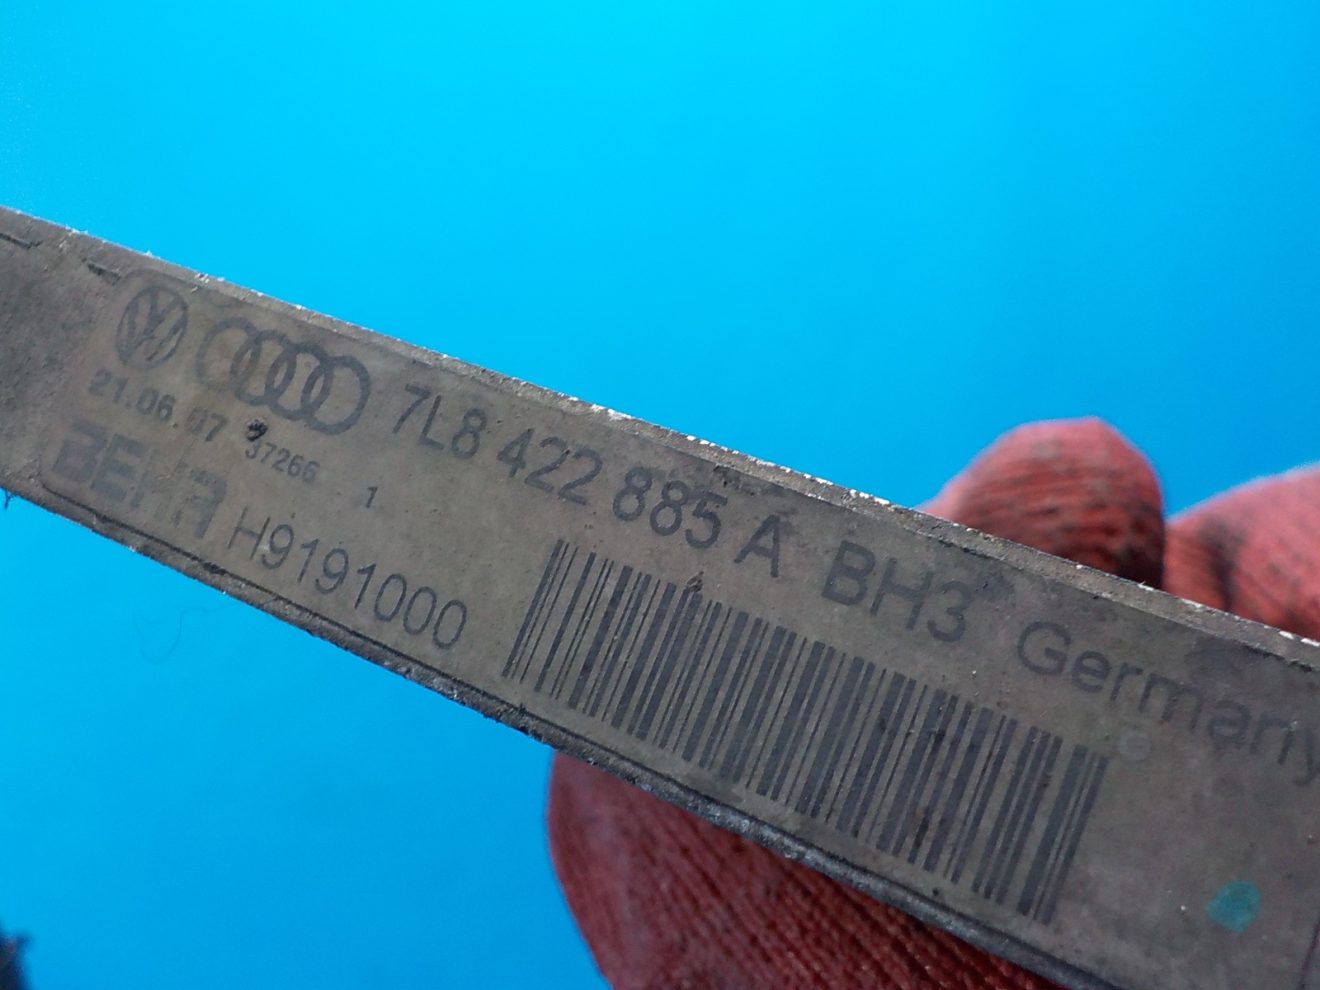 7L8 422 885 A BH3 Germany
21.06.07 37266 1
BEHR H9191000